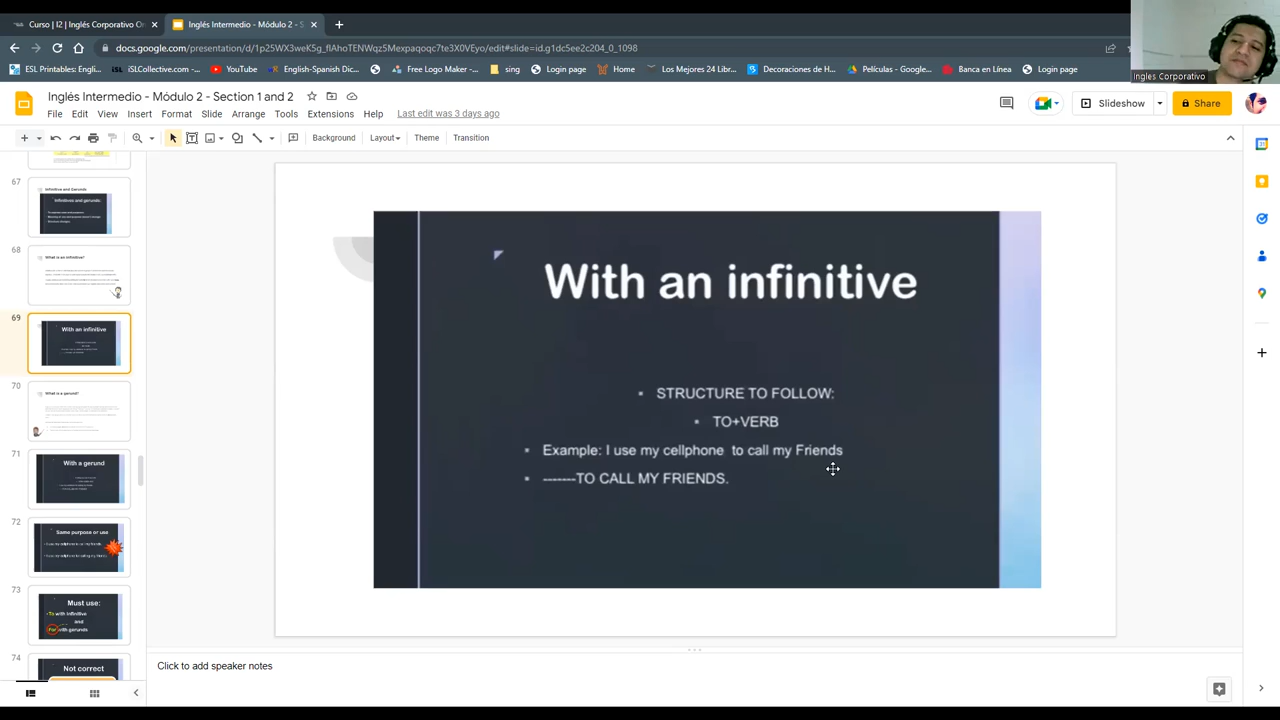 Curso | I2 | Inglés Corporativo On
Inglés Intermedio - Módulo 2 - S
docs.google.com/presentation/d/1p25WX3weK5g_flAhoTENWqz5Mexpaqoqc7te3X0VEyo/edit#slide=id.g1dc5ee2c204_0_1098
ESL Printables: Engl...
iSLCollective.com -...
YouTube
English-Spanish Dic...
Free Logo Maker -...
sing
Login page
Home
Los Mejores 24 Libr...
Decoraciones de H...
Películas - Google...
Banca en Línea
Login page
Inglés Corporativo
Inglés Intermedio - Módulo 2 - Section 1 and 2
File Edit View Insert Format Slide Arrange Tools Extensions Help Last edit was 3 days ago
Slideshow
Share
Background Layout Theme Transition
67
Infinitive and Gerunds
Infinitives and gerunds:
68
What is an infinitive?
69
With an infinitive
70
What is a gerund?
71
With a gerund
72
Same purpose or use
73
Must use:
To with infinitive
and
For with gerunds
74
Not correct
With an infinitive
STRUCTURE TO FOLLOW:
TO+VERB
Example: I use my cellphone to call my Friends
-------TO CALL MY FRIENDS.
Click to add speaker notes